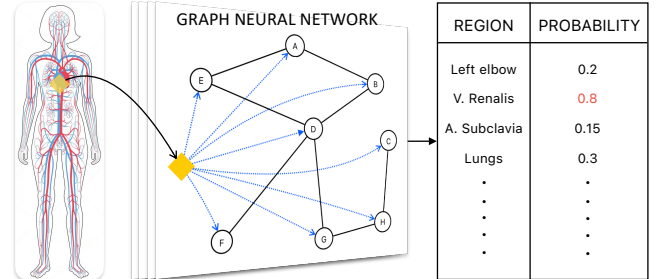 GRAPH NEURAL NETWORK
A
E
B
D
C
F
G
H
REGION PROBABILITY
Left elbow 0.2
V. Renalis 0.8
A. Subclavia 0.15
Lungs 0.3